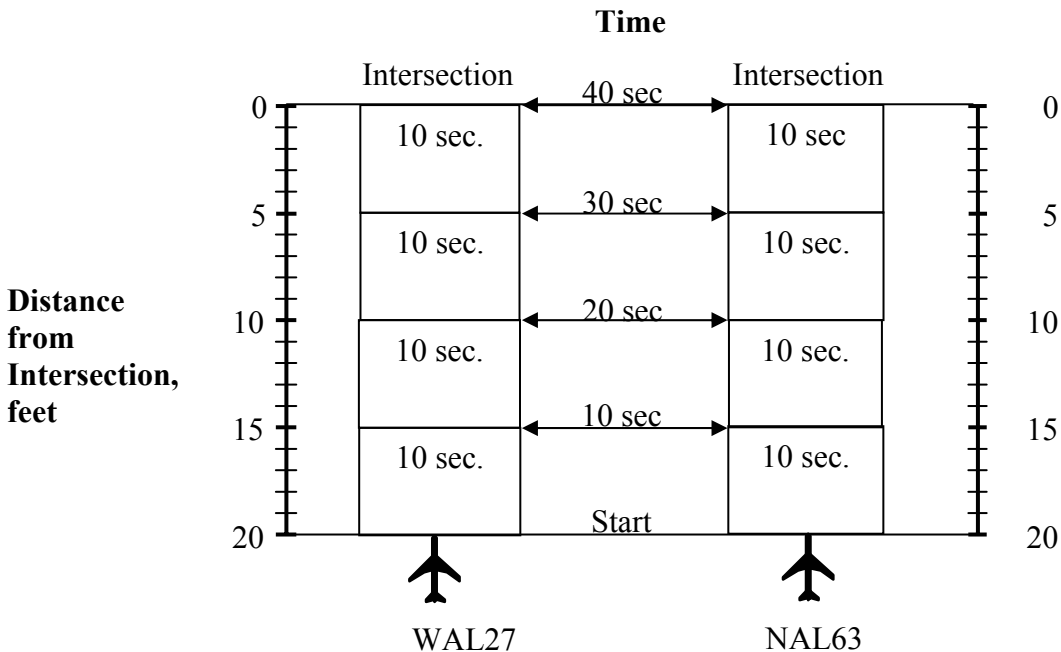 Time
Intersection Intersection
0 40 sec 0
10 sec. 10 sec
5 30 sec 5
10 sec. 10 sec.
Distance
from
Intersection,
feet
10 20 sec 10
10 sec. 10 sec.
15 10 sec 15
10 sec. 10 sec.
20 Start 20
WAL27 NAL63